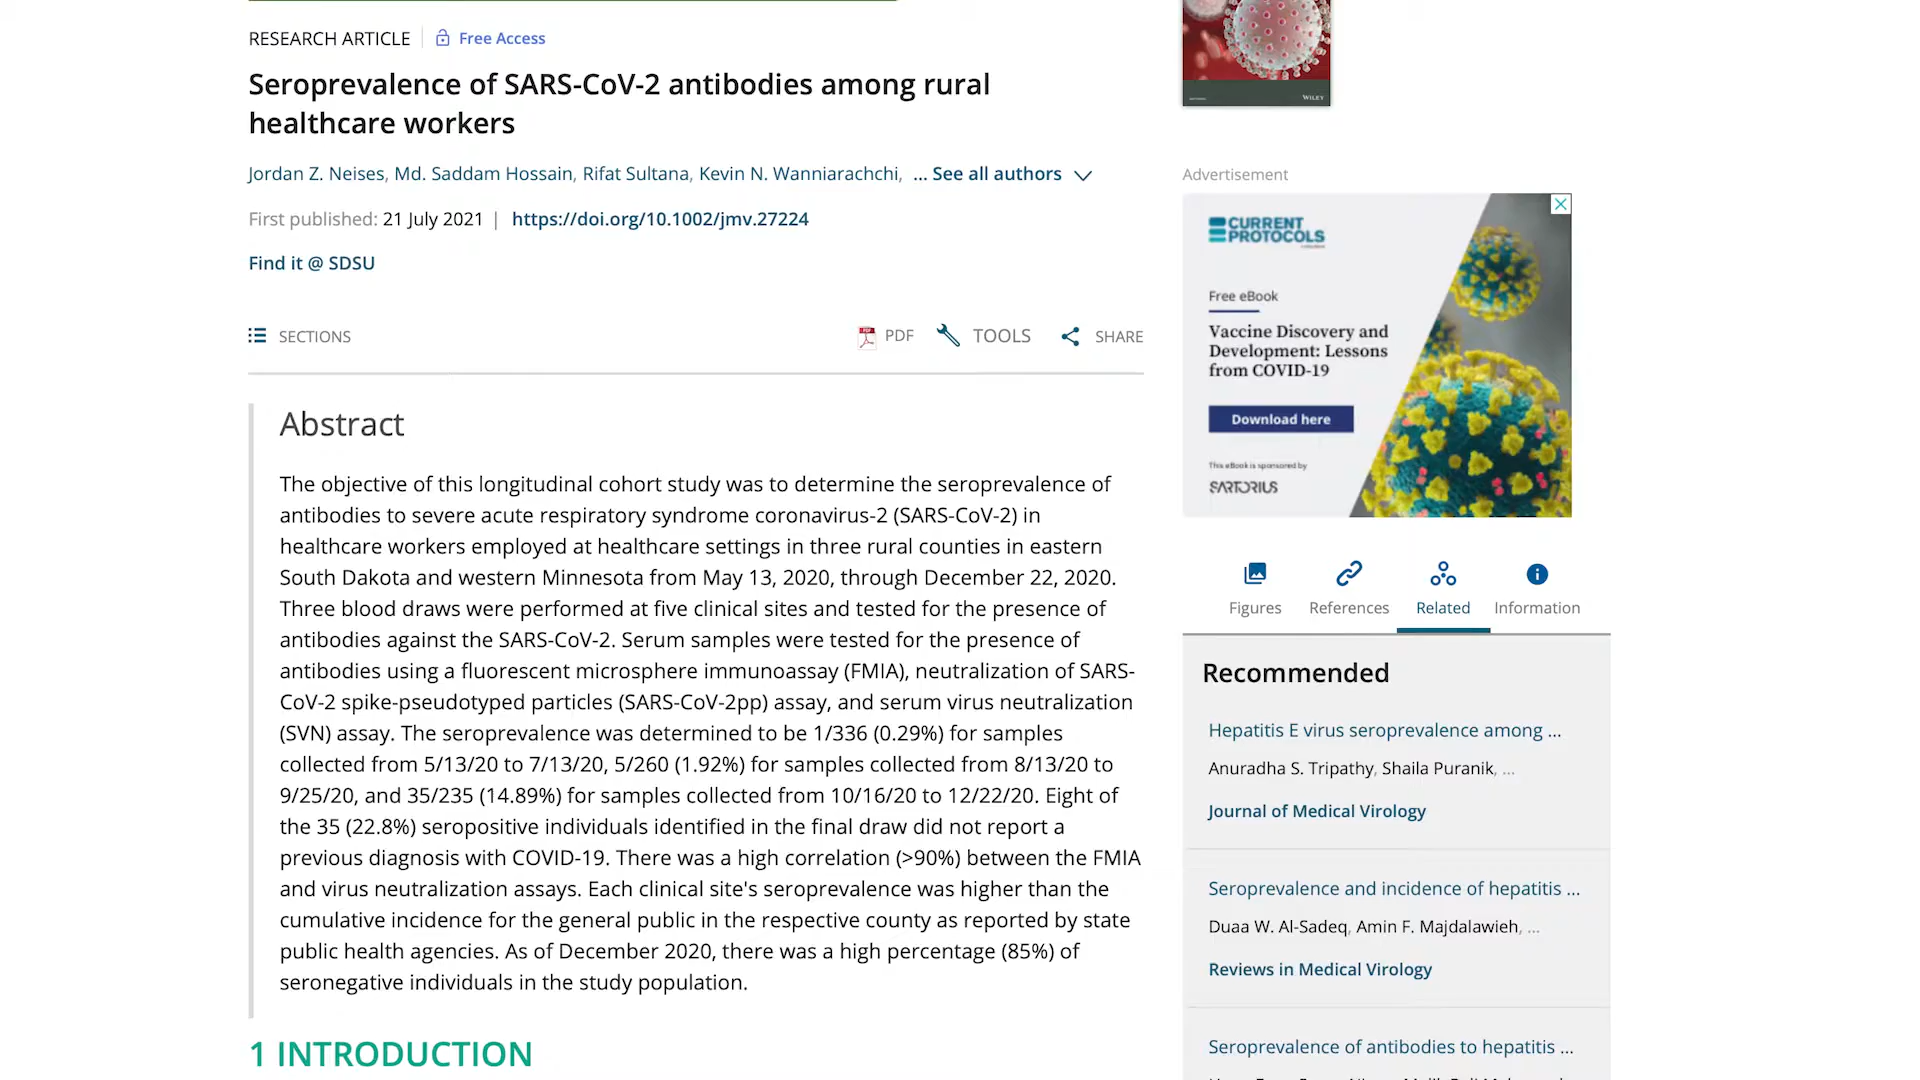 RESEARCH ARTICLE Free Access
Seroprevalence of SARS-CoV-2 antibodies among rural
healthcare workers
Jordan Z. Neises, Md. Saddam Hossain, Rifat Sultana, Kevin N. Wanniarachchi, ... See all authors
First published: 21 July 2021 | https://doi.org/10.1002/jmv.27224
Find it @ SDSU
SECTIONS
PDF
TOOLS
SHARE
Abstract
The objective of this longitudinal cohort study was to determine the seroprevalence of
antibodies to severe acute respiratory syndrome coronavirus-2 (SARS-CoV-2) in
healthcare workers employed at healthcare settings in three rural counties in eastern
South Dakota and western Minnesota from May 13, 2020, through December 22, 2020.
Three blood draws were performed at five clinical sites and tested for the presence of
antibodies against the SARS-CoV-2. Serum samples were tested for the presence of
antibodies using a fluorescent microsphere immunoassay (FMIA), neutralization of SARS-
CoV-2 spike-pseudotyped particles (SARS-CoV-2pp) assay, and serum virus neutralization
(SVN) assay. The seroprevalence was determined to be 1/336 (0.29%) for samples
collected from 5/13/20 to 7/13/20, 5/260 (1.92%) for samples collected from 8/13/20 to
9/25/20, and 35/235 (14.89%) for samples collected from 10/16/20 to 12/22/20. Eight of
the 35 (22.8%) seropositive individuals identified in the final draw did not report a
previous diagnosis with COVID-19. There was a high correlation (>90%) between the FMIA
and virus neutralization assays. Each clinical site's seroprevalence was higher than the
cumulative incidence for the general public in the respective county as reported by state
public health agencies. As of December 2020, there was a high percentage (85%) of
seronegative individuals in the study population.
1 INTRODUCTION
WILEY
Advertisement
CURRENT
PROTOCOLS
Free eBook
Vaccine Discovery and
Development: Lessons
from COVID-19
Download here
This eBook is sponsored by
SARTORIUS
Figures
References
Related
Information
Recommended
Hepatitis E virus seroprevalence among ...
Anuradha S. Tripathy, Shaila Puranik, ...
Journal of Medical Virology
Seroprevalence and incidence of hepatitis ...
Duaa W. Al-Sadeq, Amin F. Majdalawieh, ...
Reviews in Medical Virology
Seroprevalence of antibodies to hepatitis ...